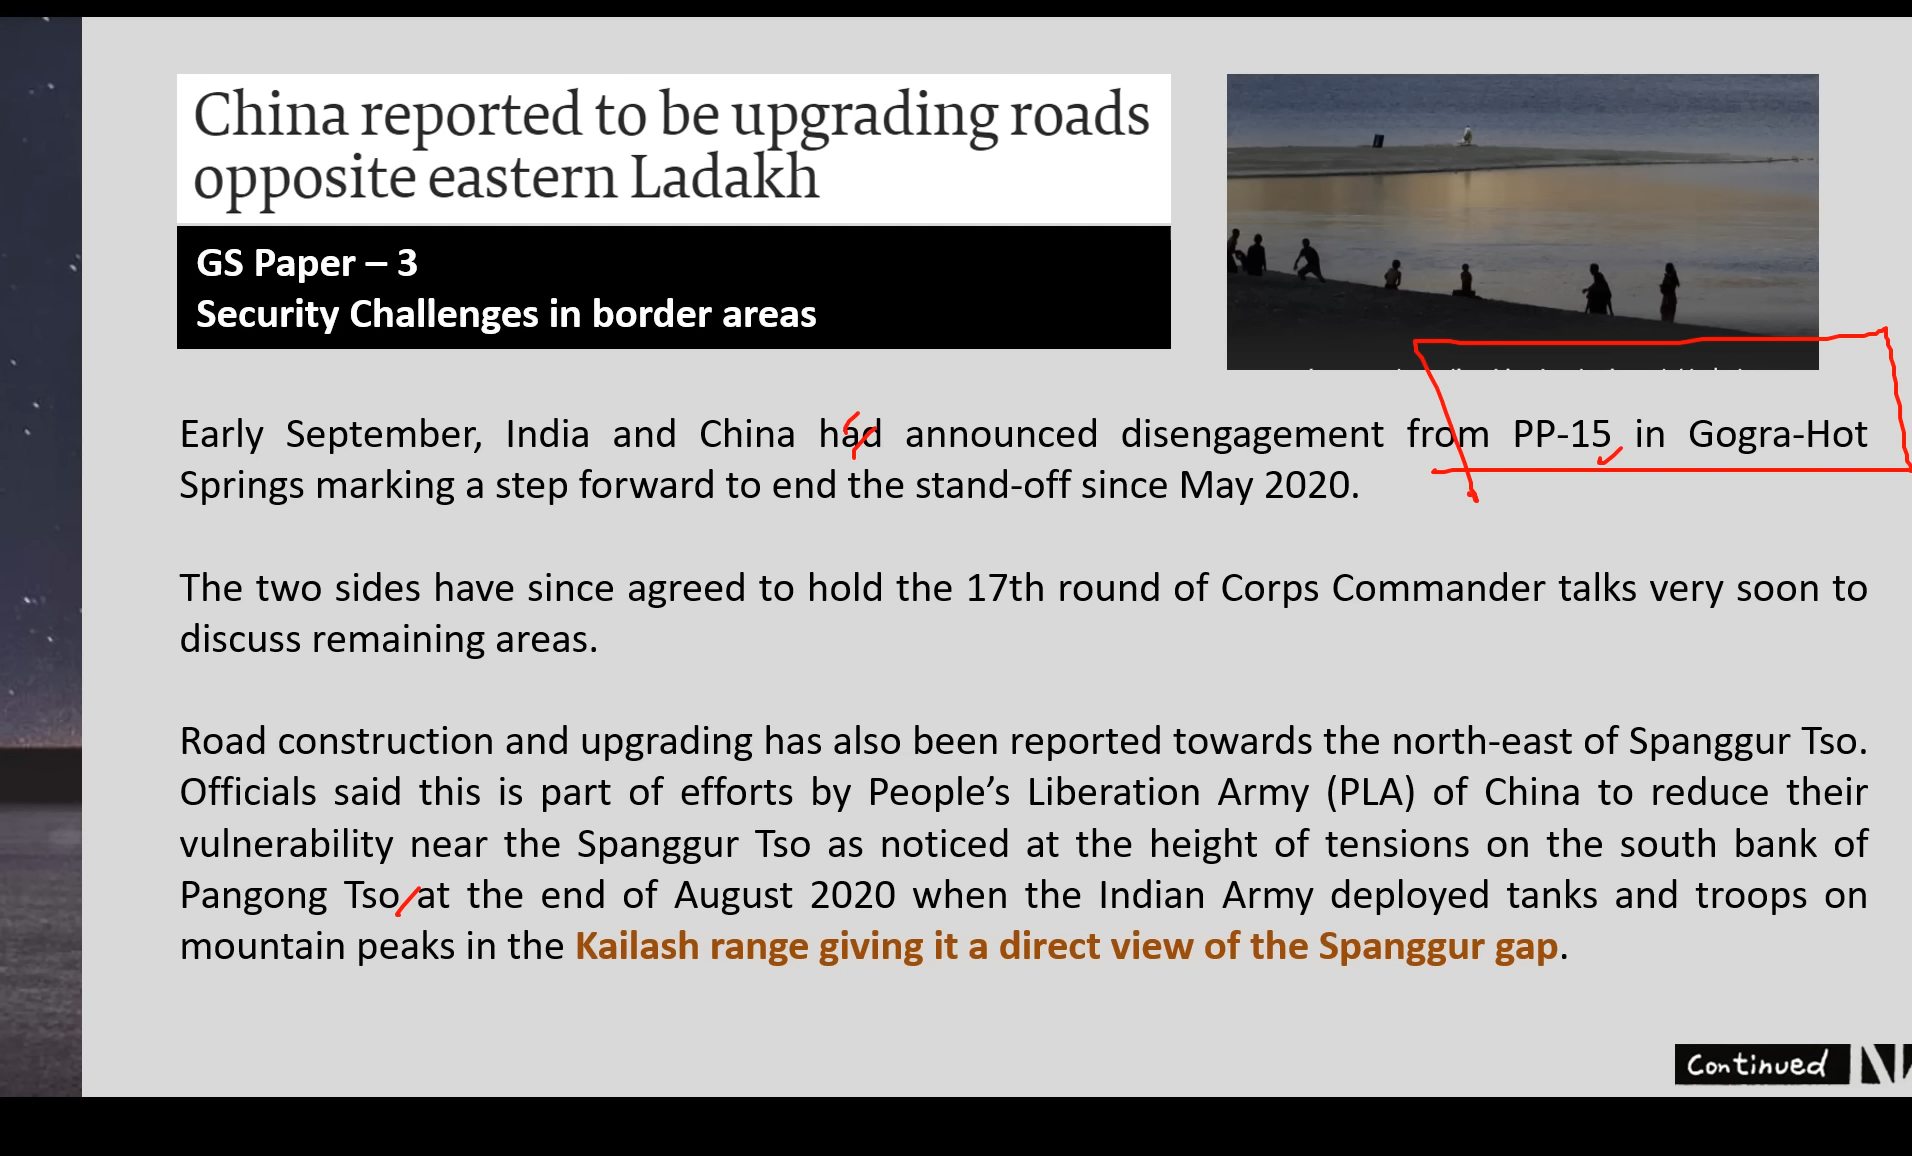 China reported to be upgrading roads
opposite eastern Ladakh
GS Paper – 3
Security Challenges in border areas
Early September, India and China had announced disengagement from PP-15 in Gogra-Hot
Springs marking a step forward to end the stand-off since May 2020.
The two sides have since agreed to hold the 17th round of Corps Commander talks very soon to
discuss remaining areas.
Road construction and upgrading has also been reported towards the north-east of Spanggur Tso.
Officials said this is part of efforts by People’s Liberation Army (PLA) of China to reduce their
vulnerability near the Spanggur Tso as noticed at the height of tensions on the south bank of
Pangong Tso at the end of August 2020 when the Indian Army deployed tanks and troops on
mountain peaks in the Kailash range giving it a direct view of the Spanggur gap.
Continued